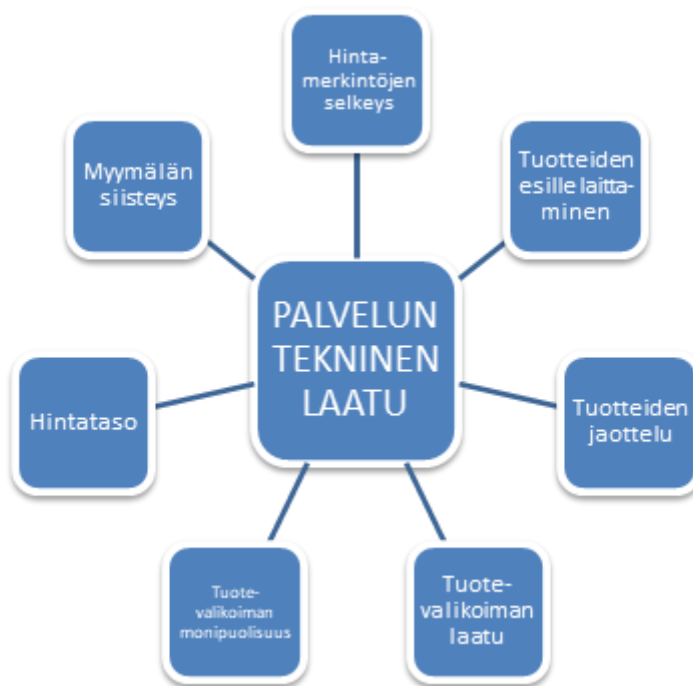 Hinta-
merkintöjen
selkeys
Myymälän
siisteys
Tuotteiden
esille laitta-
minen
PALVELUN
TEKNINEN
LAATU
Hintataso
Tuotteiden
jaottelu
Tuote-
valikoiman
monipuolisuus
Tuote-
valikoiman
laatu